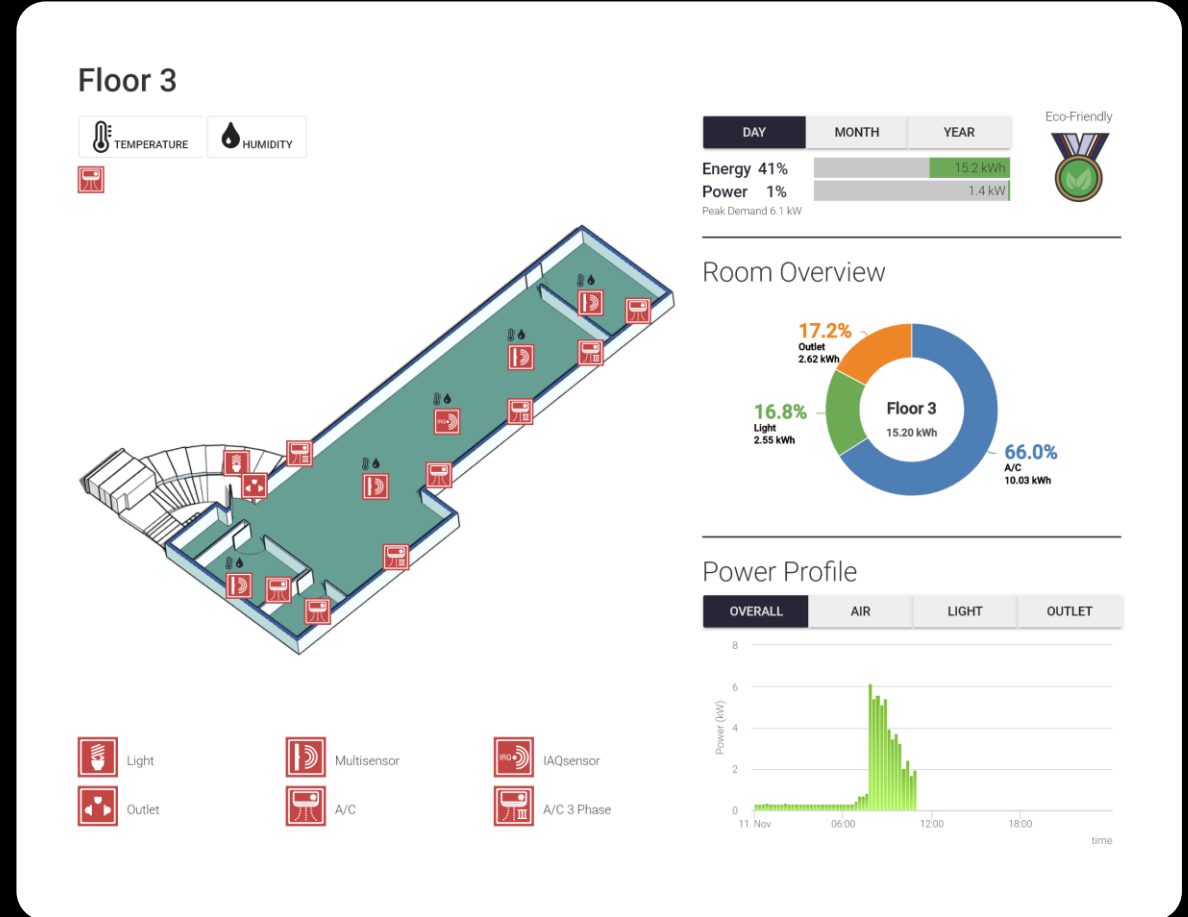 Floor 3
TEMPERATURE
HUMIDITY
DAY
MONTH
YEAR
Eco-Friendly
Energy 41%
15.2 kWh
Power 1%
1.4 kW
Peak Demand 6.1 kW
Room Overview
17.2%
Outlet
2.62 kWh
16.8%
Light
2.55 kWh
Floor 3
15.20 kWh
66.0%
A/C
10.03 kWh
IAQ
Power Profile
OVERALL
AIR
LIGHT
OUTLET
8
6
4
2
0
Power (kW)
11. Nov
06:00
12:00
18:00
time
Light
Multisensor
IAQ
IAQsensor
Outlet
A/C
A/C 3 Phase